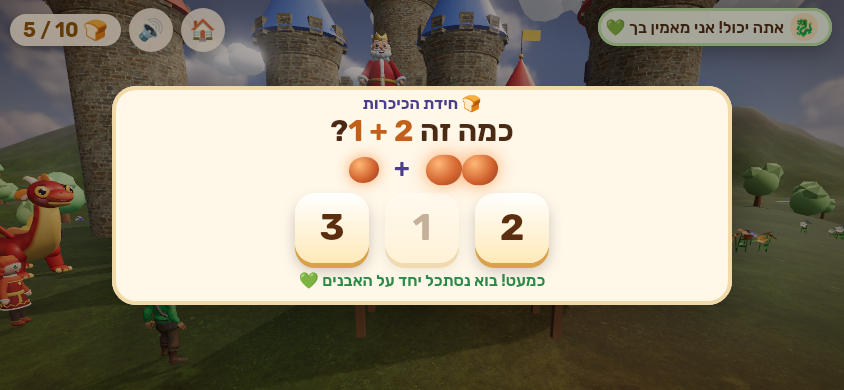 5 / 10
אתה יכול! אני מאמין בך 💚
חידת הכיכרות
כמה זה 2 + 1?
+
3 1 2
כמעט! בוא נסתכל יחד על האבנים 💚